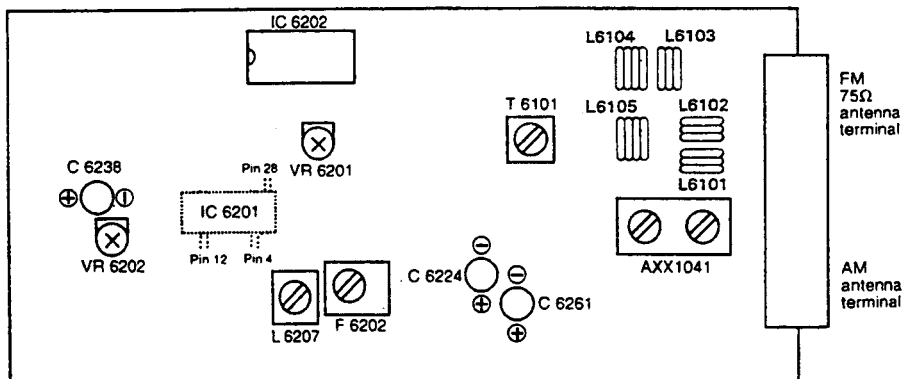 IC 6202
L6104 L6103
FM
75Ω
antenna
terminal
T 6101
L6105
L6102
VR 6201
Pin 28
C 6238
L6101
IC 6201
VR 6202
Pin 12
Pin 4
AXX1041
AM
antenna
terminal
C 6224
C 6261
L 6207
F 6202